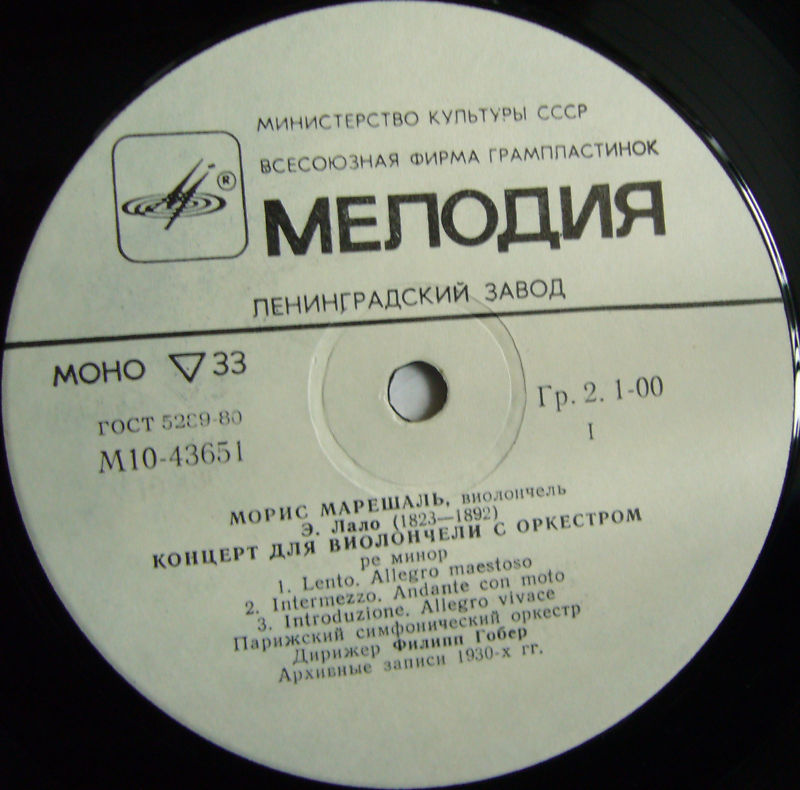 МИНИСТЕРСТВО КУЛЬТУРЫ СССР
ВСЕСОЮЗНАЯ ФИРМА ГРАМПЛАСТИНОК
®
МЕЛОДИЯ
ЛЕНИНГРАДСКИЙ ЗАВОД
МОНО 33
ГОСТ 5289-80
М10-43651
Гр. 2. 1-00
I
МОРИС МАРЕШАЛЬ, виолончель
Э. Лало (1823—1892)
КОНЦЕРТ ДЛЯ ВИОЛОНЧЕЛИ С ОРКЕСТРОМ
ре минор
1. Lento. Allegro maestoso
2. Intermezzo. Andante con moto
3. Introduzione. Allegro vivace
Парижский симфонический оркестр
Дирижер Филипп Гобер
Архивные записи 1930-х гг.